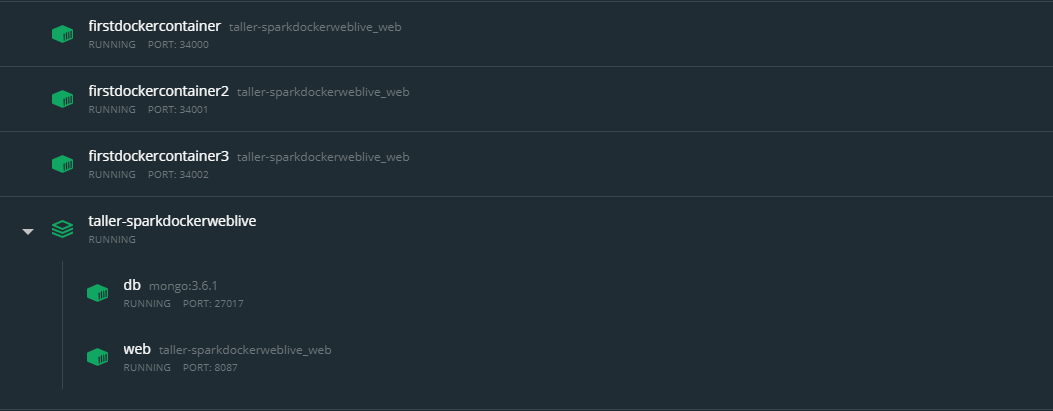 firstdockercontainer taller-sparkdockerweblive_web
RUNNING PORT: 34000
firstdockercontainer2 taller-sparkdockerweblive_web
RUNNING PORT: 34001
firstdockercontainer3 taller-sparkdockerweblive_web
RUNNING PORT: 34002
taller-sparkdockerweblive
RUNNING
db mongo:3.6.1
RUNNING PORT: 27017
web taller-sparkdockerweblive_web
RUNNING PORT: 8087